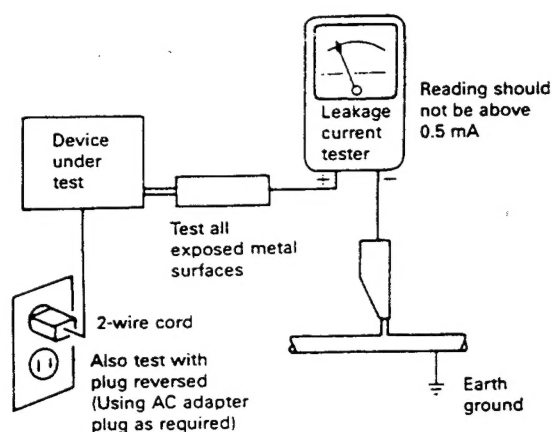 Leakage
current
tester
+
−
Reading should
not be above
0.5 mA
Device
under
test
Test all
exposed metal
surfaces
2-wire cord
Also test with
plug reversed
(Using AC adapter
plug as required)
Earth
ground